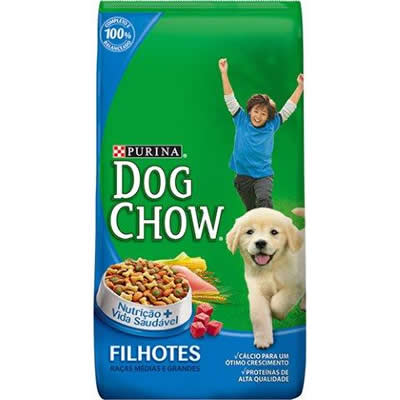 COMPLETO E
100%
BALANCEADO
PURINA®
DOG
CHOW®
Nutrição +
Vida Saudável
FILHOTES
RAÇAS MÉDIAS E GRANDES
√ CÁLCIO PARA UM
ÓTIMO CRESCIMENTO
√ PROTEÍNAS DE
ALTA QUALIDADE